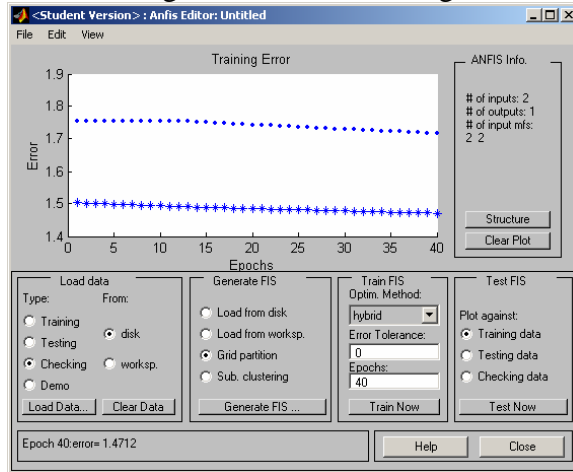 <Student Version> : Anfis Editor: Untitled
File Edit View
Training Error
1.9
1.8
1.7
1.6
1.5
1.4
Error
0 5 10 15 20 25 30 35 40
Epochs
ANFIS Info.
# of inputs: 2
# of outputs: 1
# of input mfs:
2 2
Structure
Clear Plot
Load data
Type: From:
Training
Testing
Checking
Demo
disk
worksp.
Load Data... Clear Data
Generate FIS
Load from disk
Load from worksp.
Grid partition
Sub. clustering
Generate FIS ...
Train FIS
Optim. Method:
hybrid
Error Tolerance:
0
Epochs:
40
Train Now
Test FIS
Plot against:
Training data
Testing data
Checking data
Test Now
Epoch 40:error= 1.4712
Help
Close